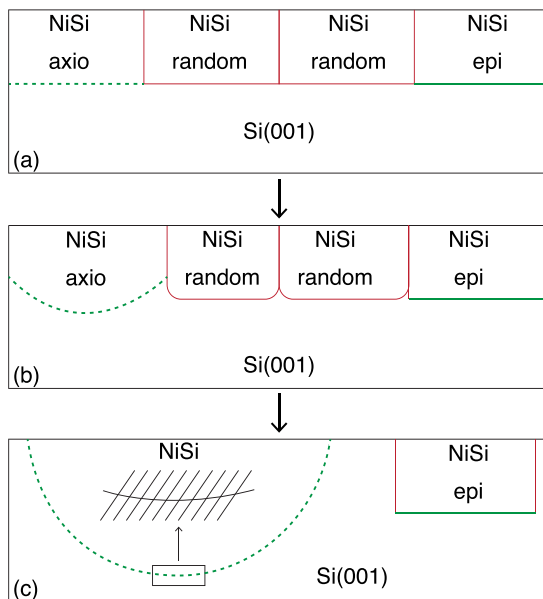 NiSi NiSi NiSi NiSi
axio random random epi
Si(001)
(a)
NiSi NiSi NiSi NiSi
axio random random epi
Si(001)
(b)
NiSi NiSi
epi
Si(001)
(c)